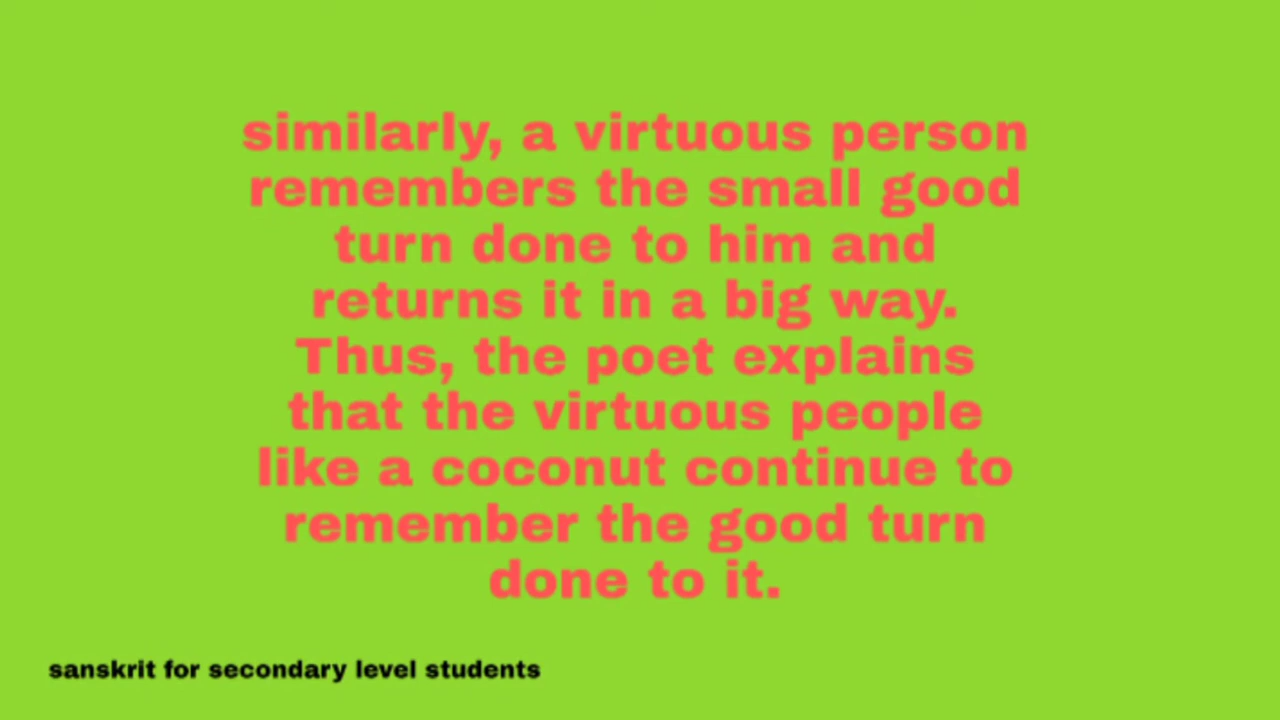 similarly, a virtuous person
remembers the small good
turn done to him and
returns it in a big way.
Thus, the poet explains
that the virtuous people
like a coconut continue to
remember the good turn
done to it.
sanskrit for secondary level students